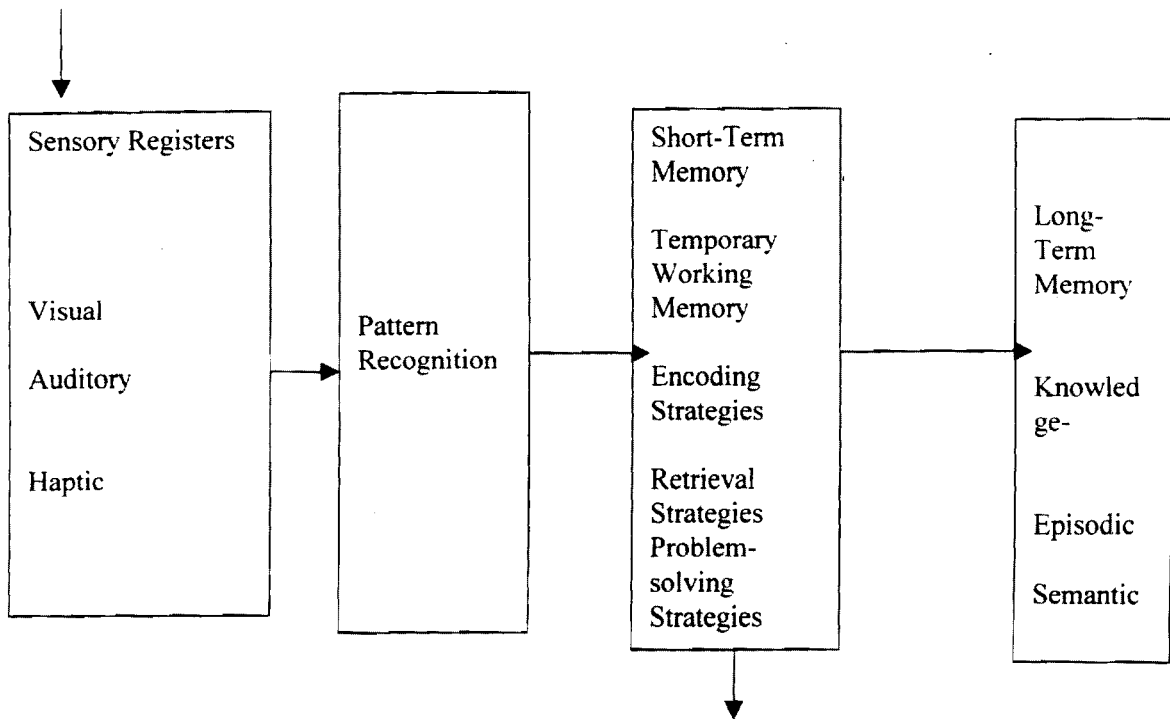 Sensory Registers
Visual
Auditory
Haptic
Pattern
Recognition
Short-Term
Memory
Temporary
Working
Memory
Encoding
Strategies
Retrieval
Strategies
Problem-
solving
Strategies
Long-
Term
Memory
Knowled
ge-
Episodic
Semantic